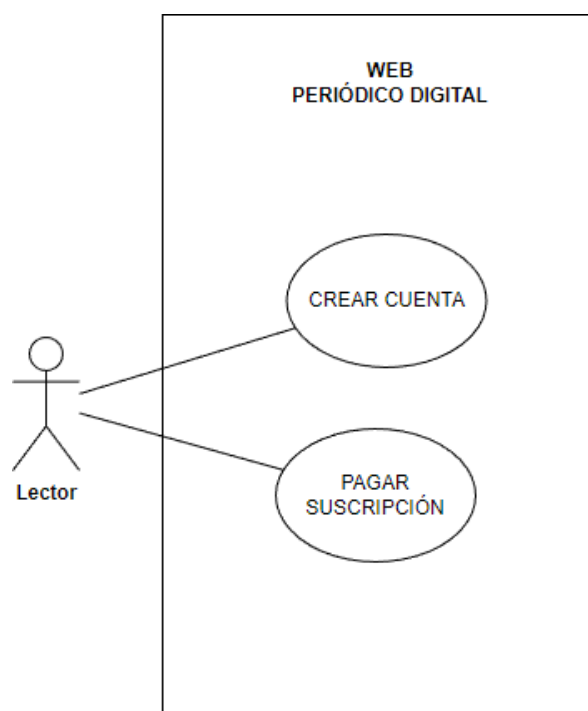 WEB
PERIÓDICO DIGITAL
CREAR CUENTA
Lector
PAGAR
SUSCRIPCIÓN